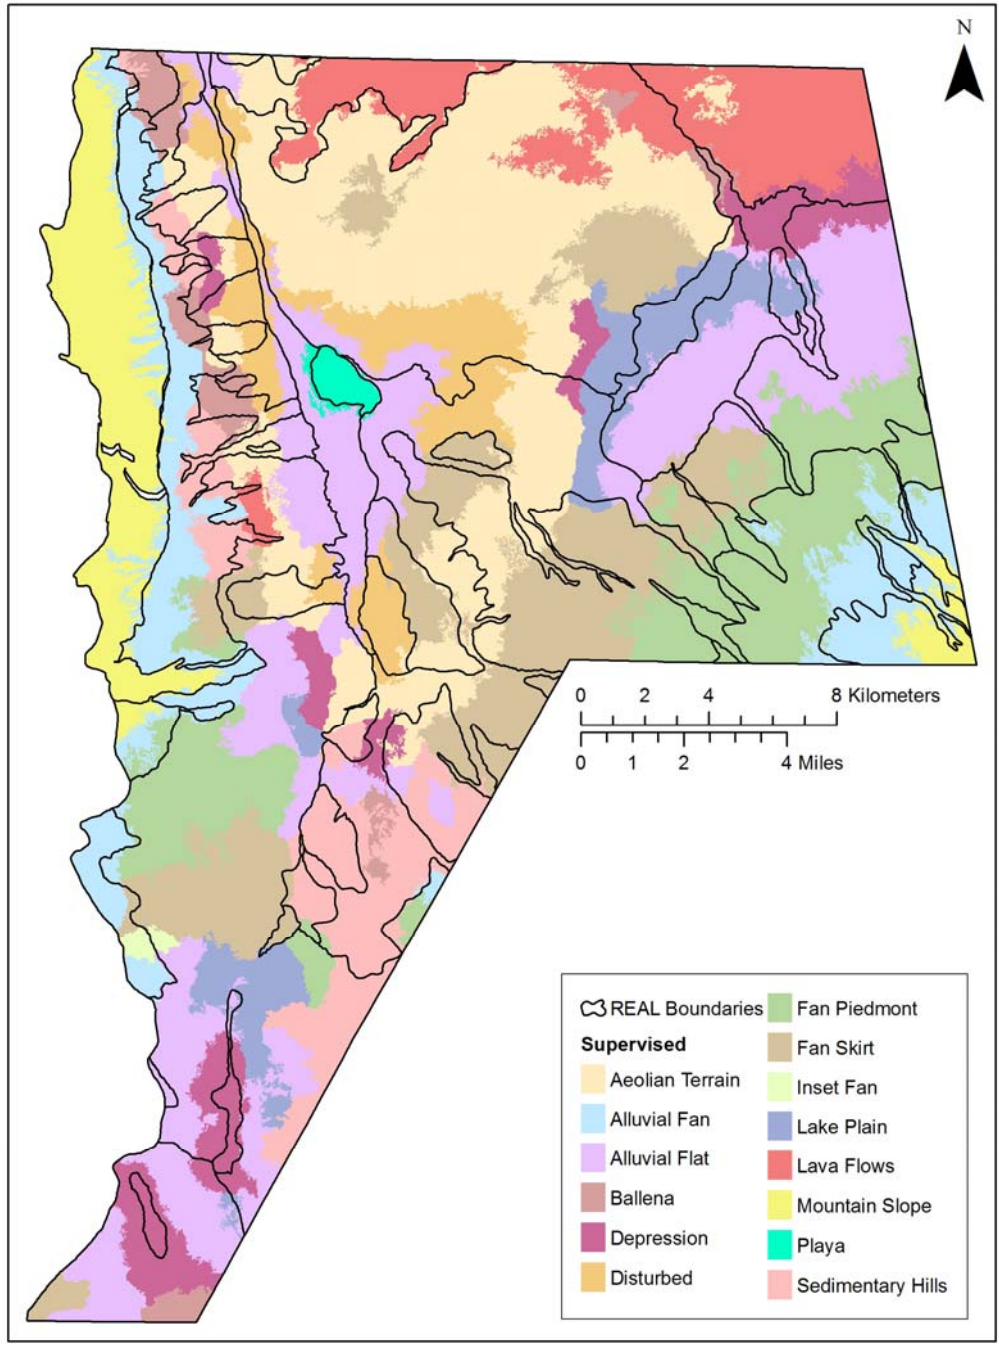 N
0 2 4 8 Kilometers
0 1 2 4 Miles
REAL Boundaries
Supervised
Aeolian Terrain
Alluvial Fan
Alluvial Flat
Ballena
Depression
Disturbed
Fan Piedmont
Fan Skirt
Inset Fan
Lake Plain
Lava Flows
Mountain Slope
Playa
Sedimentary Hills